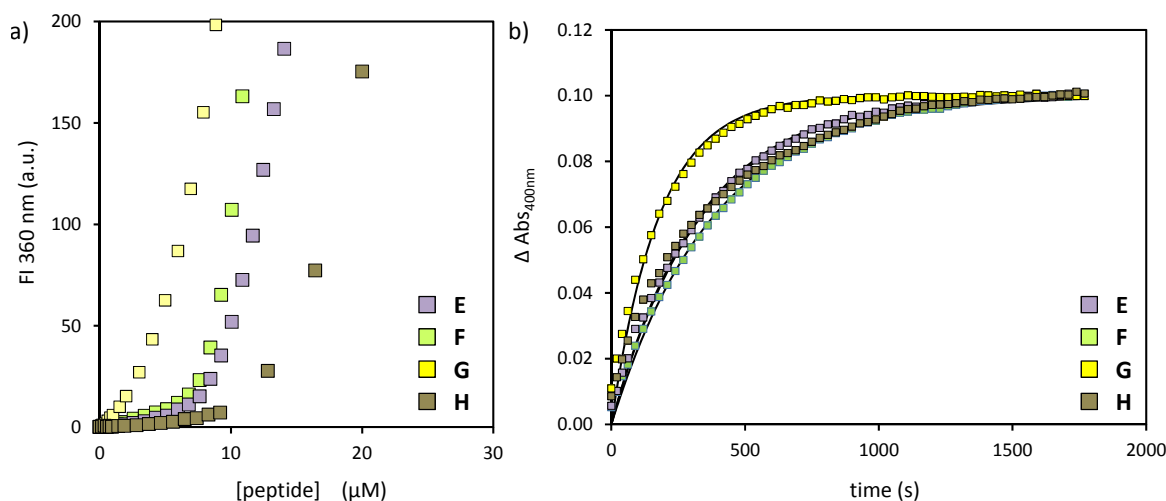 a)
200
150
100
50
0
FI 360 nm (a.u.)
0 10 20 30
[peptide] (µM)
E
F
G
H
b)
0.12
0.10
0.08
0.06
0.04
0.02
0.00
Δ Abs400nm
0 500 1000 1500 2000
time (s)
E
F
G
H